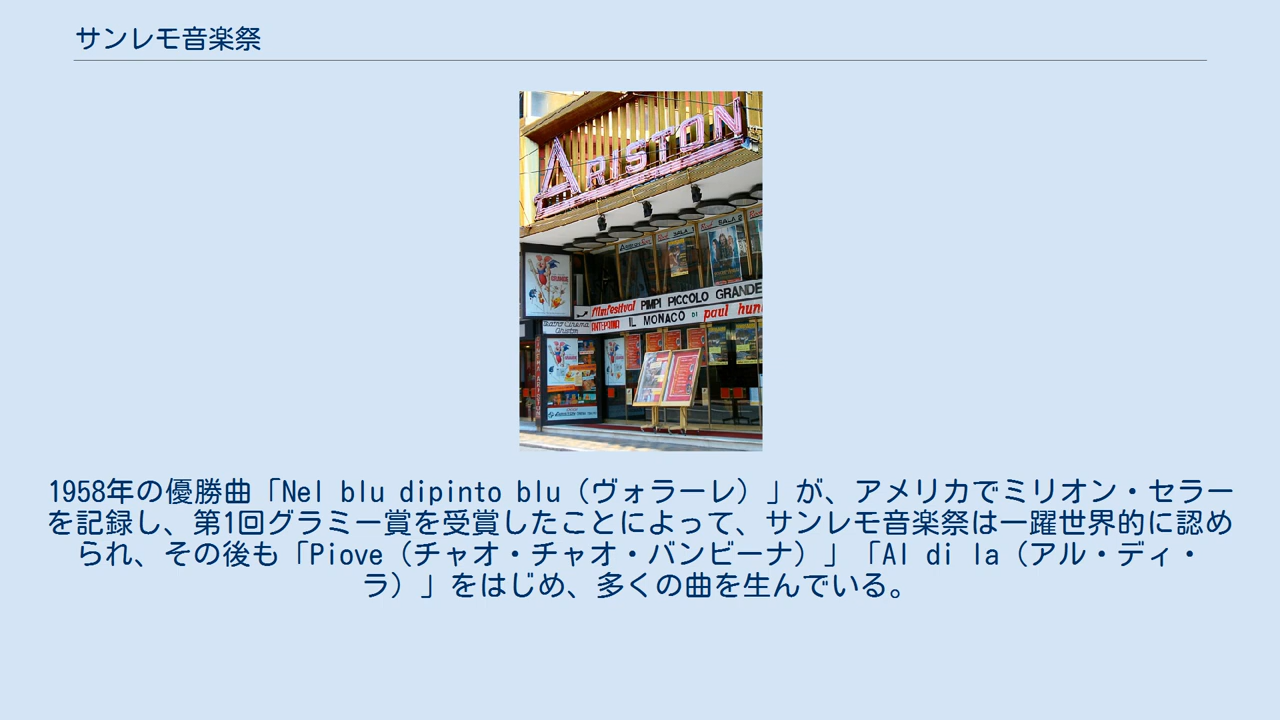 サンレモ音楽祭
ARISTON
SALA
filmfestival PIMPI PICCOLO GRANDE
ANTEPRIMA IL MONACO DI paul hun
Teatro Cinema
Ariston
1958年の優勝曲「Nel blu dipinto blu（ヴォラーレ）」が、アメリカでミリオン・セラー
を記録し、第1回グラミー賞を受賞したことによって、サンレモ音楽祭は一躍世界的に認め
られ、その後も「Piove（チャオ・チャオ・バンビーナ）」「Al di la（アル・ディ・
ラ）」をはじめ、多くの曲を生んでいる。